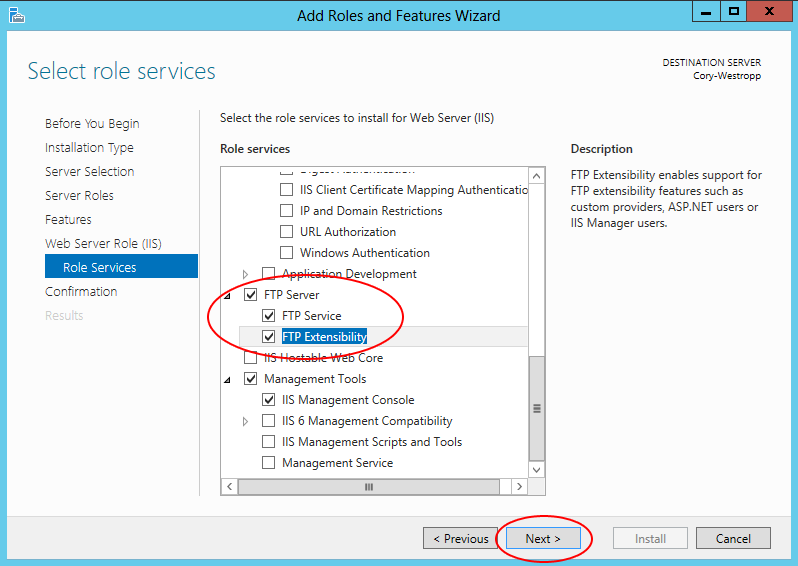 Add Roles and Features Wizard
Select role services
DESTINATION SERVER
Cory-Westropp
Before You Begin
Installation Type
Server Selection
Server Roles
Features
Web Server Role (IIS)
Role Services
Confirmation
Results
Select the role services to install for Web Server (IIS)
Role services
Digest Authentication
IIS Client Certificate Mapping Authenticatio
IP and Domain Restrictions
URL Authorization
Windows Authentication
Application Development
FTP Server
FTP Service
FTP Extensibility
IIS Hostable Web Core
Management Tools
IIS Management Console
IIS 6 Management Compatibility
IIS Management Scripts and Tools
Management Service
Description
FTP Extensibility enables support for
FTP extensibility features such as
custom providers, ASP.NET users or
IIS Manager users.
< Previous
Next >
Install
Cancel